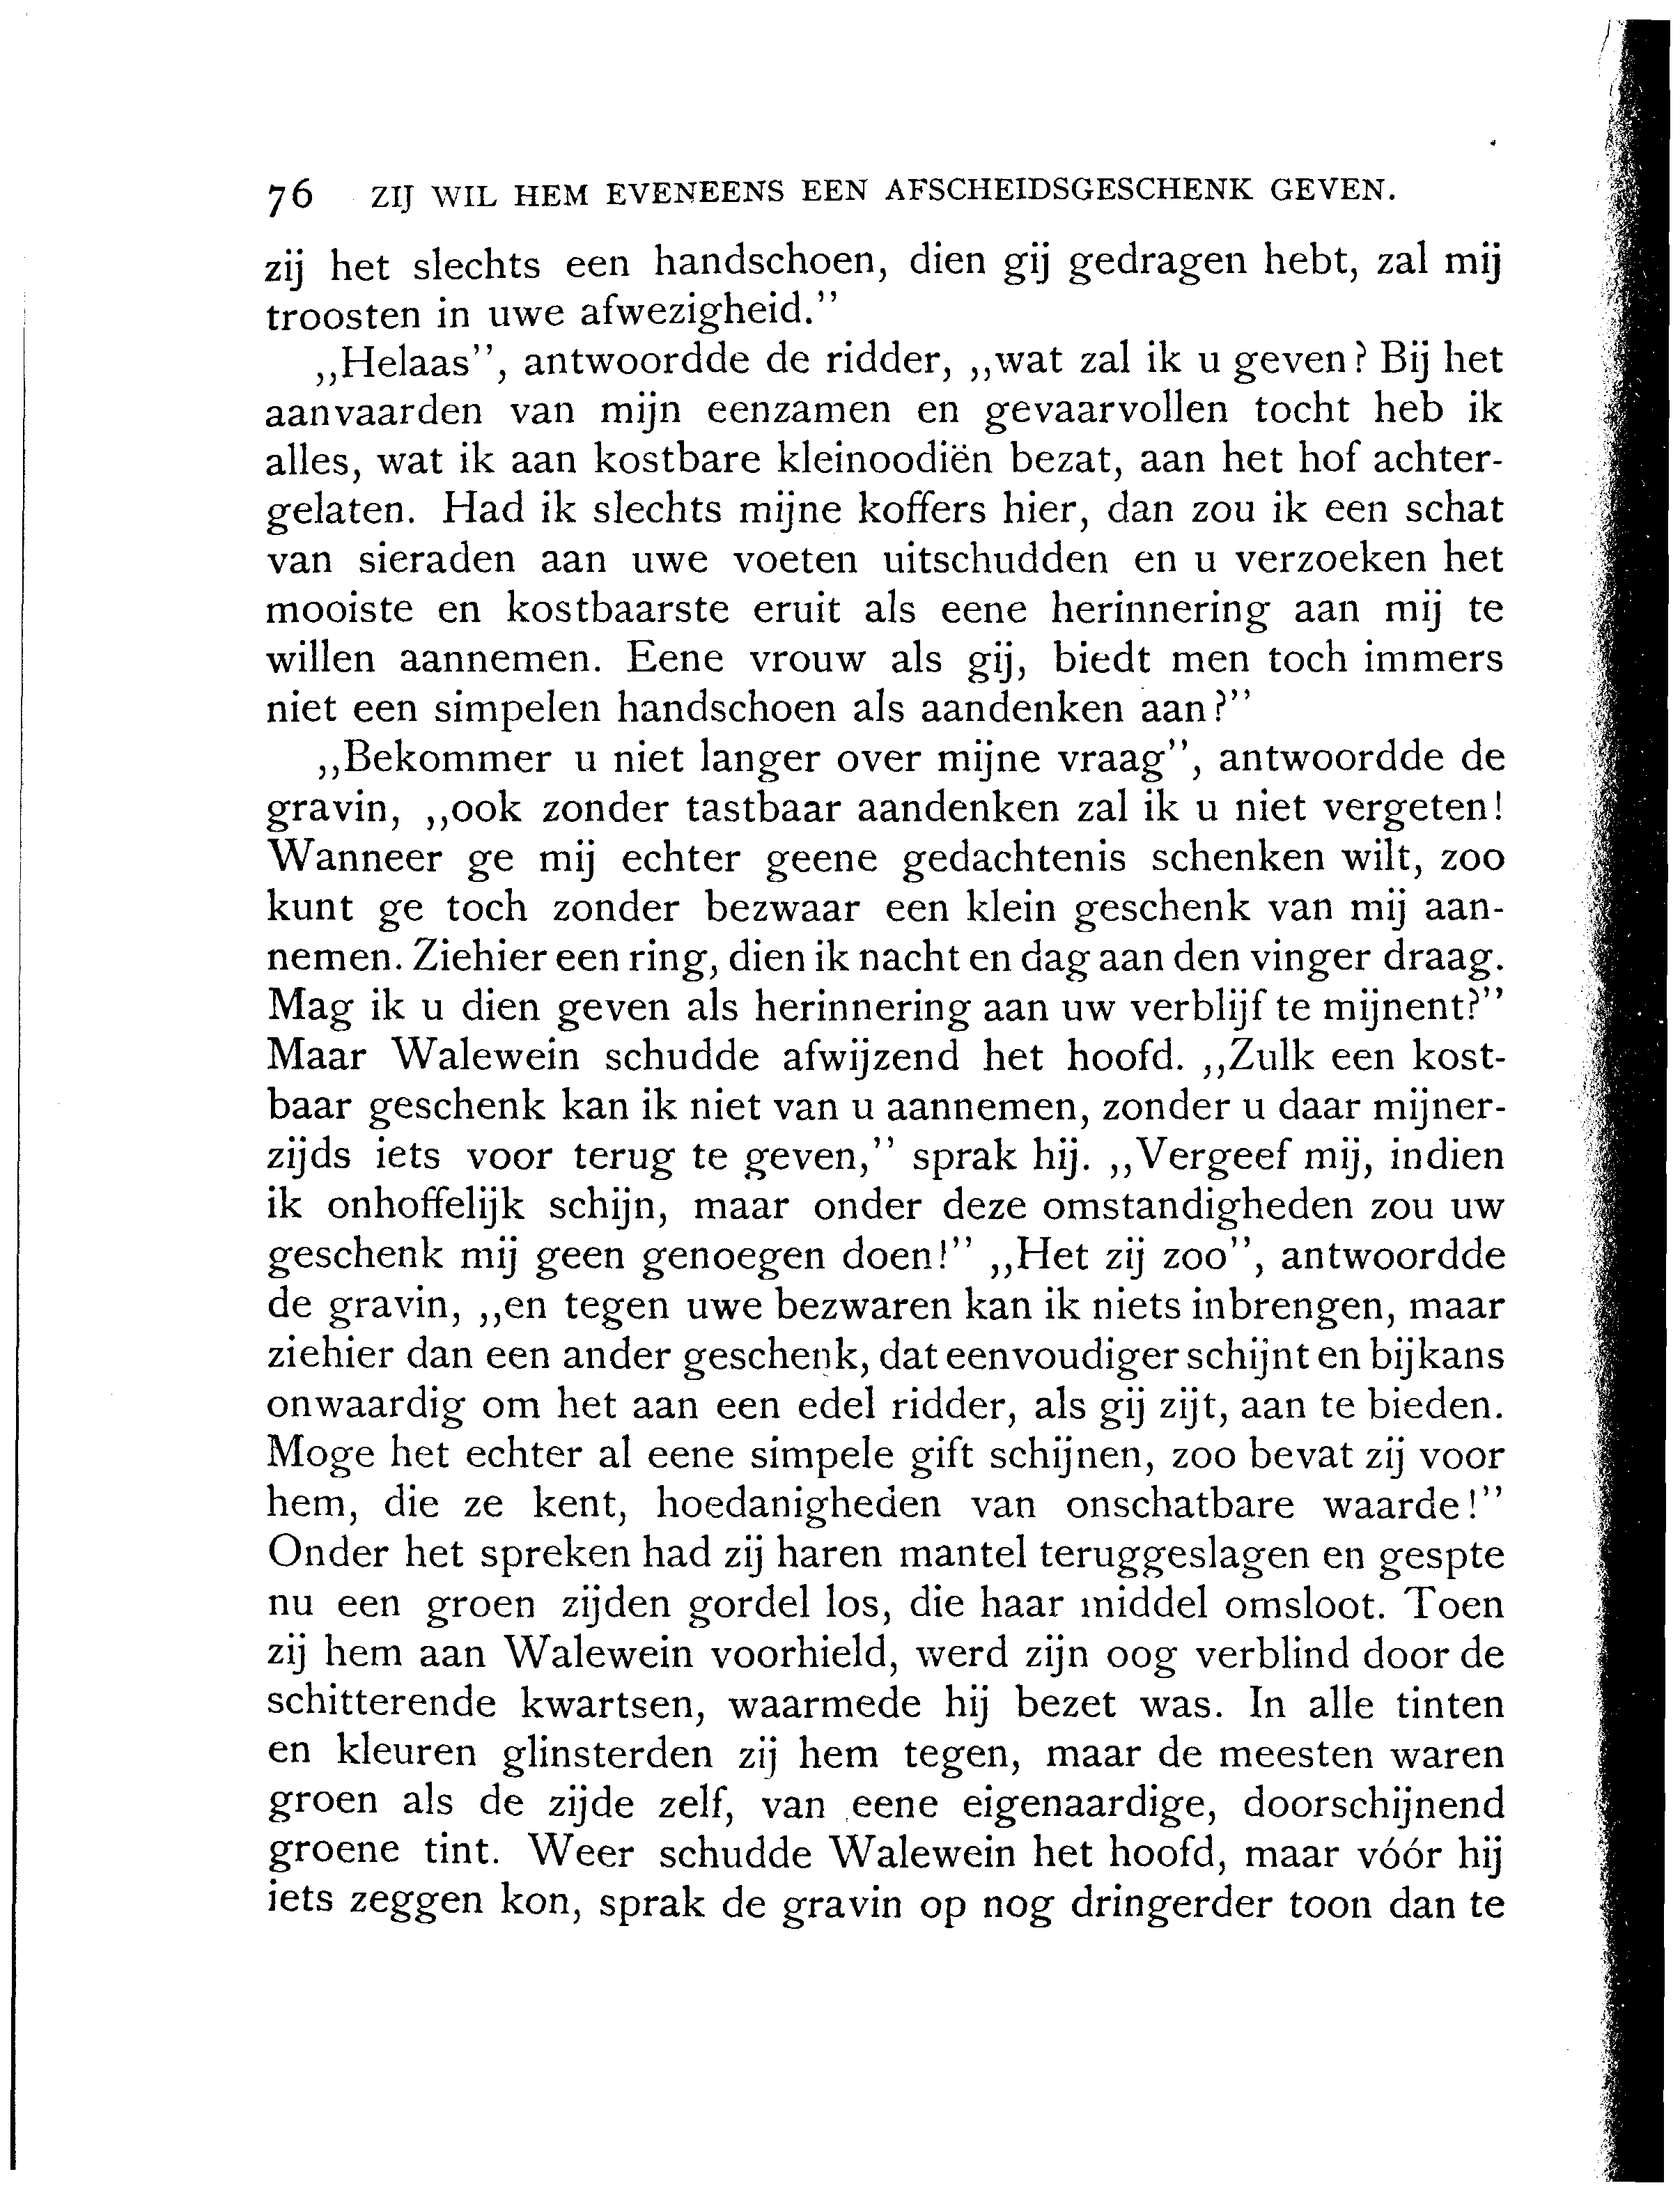 76 ZIJ WIL HEM EVENEENS EEN AFSCHEIDSGESCHENK GEVEN.
zij het slechts een handschoen, dien gij gedragen hebt, zal mij
troosten in uwe afwezigheid.’’
,,Helaas’’, antwoordde de ridder, ,,wat zal ik u geven? Bij het
aanvaarden van mijn eenzamen en gevaarvollen tocht heb ik
alles, wat ik aan kostbare kleinoodiën bezat, aan het hof achter-
gelaten. Had ik slechts mijne koffers hier, dan zou ik een schat
van sieraden aan uwe voeten uitschudden en u verzoeken het
mooiste en kostbaarste eruit als eene herinnering aan mij te
willen aannemen. Eene vrouw als gij, biedt men toch immers
niet een simpelen handschoen als aandenken aan?’’
,,Bekommer u niet langer over mijne vraag’’, antwoordde de
gravin, ,,ook zonder tastbaar aandenken zal ik u niet vergeten!
Wanneer ge mij echter geene gedachtenis schenken wilt, zoo
kunt ge toch zonder bezwaar een klein geschenk van mij aan-
nemen. Ziehier een ring, dien ik nacht en dag aan den vinger draag.
Mag ik u dien geven als herinnering aan uw verblijf te mijnent?’’
Maar Walewein schudde afwijzend het hoofd. ,,Zulk een kost-
baar geschenk kan ik niet van u aannemen, zonder u daar mijner-
zijds iets voor terug te geven,’’ sprak hij. ,,Vergeef mij, indien
ik onhoffelijk schijn, maar onder deze omstandigheden zou uw
geschenk mij geen genoegen doen!’’ ,,Het zij zoo’’, antwoordde
de gravin, ,,en tegen uwe bezwaren kan ik niets inbrengen, maar
ziehier dan een ander geschenk, dat eenvoudiger schijnt en bijkans
onwaardig om het aan een edel ridder, als gij zijt, aan te bieden.
Moge het echter al eene simpele gift schijnen, zoo bevat zij voor
hem, die ze kent, hoedanigheden van onschatbare waarde!’’
Onder het spreken had zij haren mantel teruggeslagen en gespte
nu een groen zijden gordel los, die haar middel omsloot. Toen
zij hem aan Walewein voorhield, werd zijn oog verblind door de
schitterende kwartsen, waarmede hij bezet was. In alle tinten
en kleuren glinsterden zij hem tegen, maar de meesten waren
groen als de zijde zelf, van eene eigenaardige, doorschijnend
groene tint. Weer schudde Walewein het hoofd, maar vóór hij
iets zeggen kon, sprak de gravin op nog dringerder toon dan te